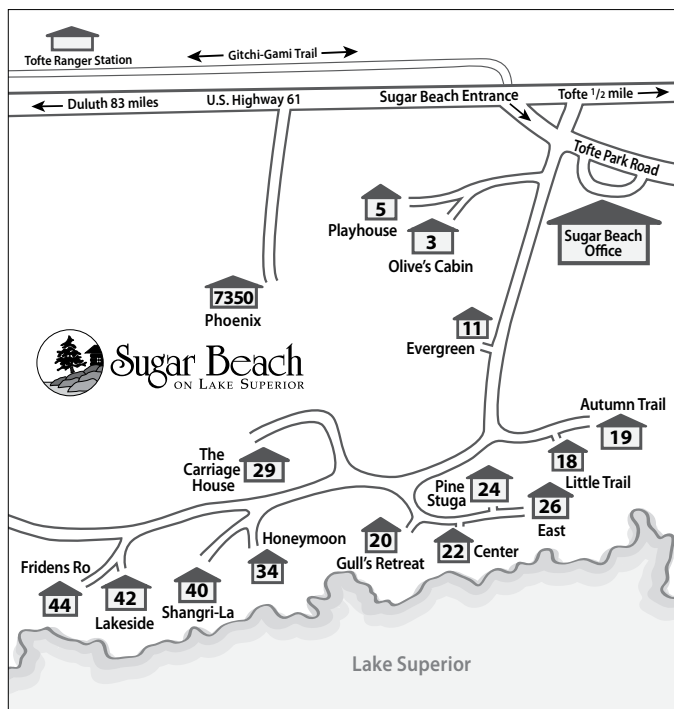 Tofte Ranger Station
Gitchi-Gami Trail
Duluth 83 miles
U.S. Highway 61
Sugar Beach Entrance
Tofte 1/2 mile
Tofte Park Road
5
Playhouse
3
Olive's Cabin
Sugar Beach
Office
7350
Phoenix
11
Evergreen
Sugar Beach
ON LAKE SUPERIOR
Autumn Trail
19
18
Little Trail
The
Carriage
House
29
Pine
Stuga
24
26
East
20
Gull's Retreat
22
Center
Honeymoon
34
Fridens Ro
44
42
Lakeside
40
Shangri-La
Lake Superior